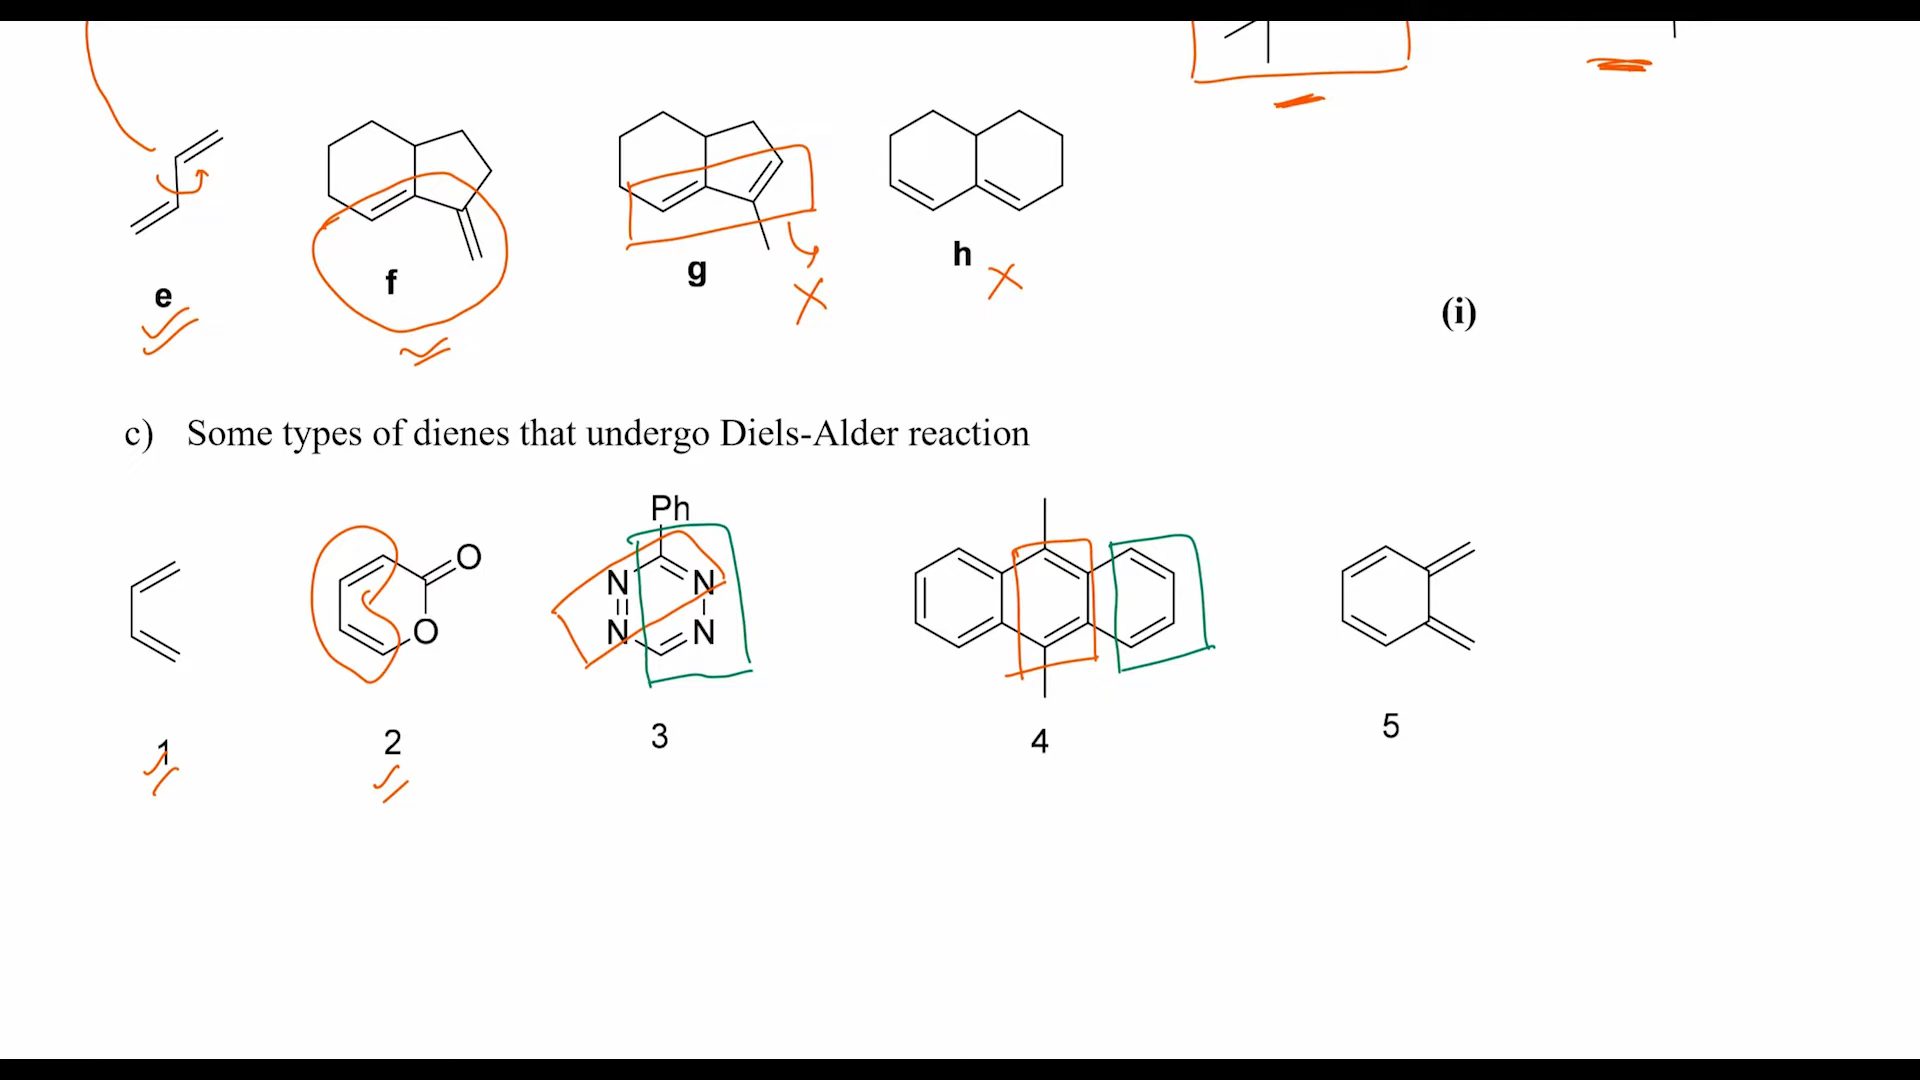 e
f
g
h
(i)
c) Some types of dienes that undergo Diels-Alder reaction
O
O
Ph
N
N
N
N
1
2
3
4
5